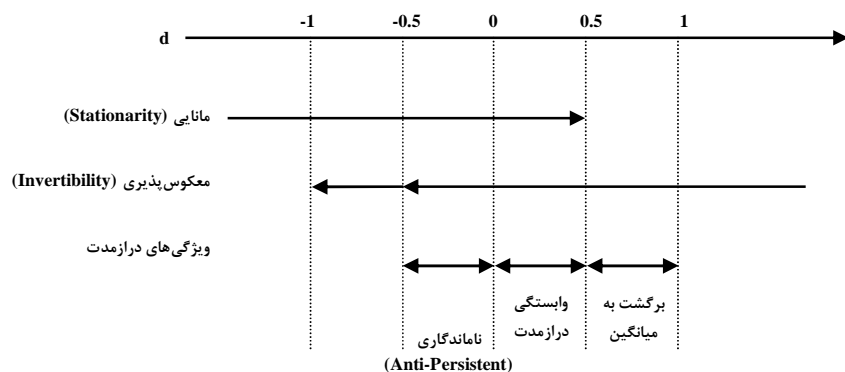 -1 -0.5 0 0.5 1
d
مانایی (Stationarity)
معکوس‌پذیری (Invertibility)
ویژگی‌های درازمدت
برگشت به
میانگین
وابستگی
درازمدت
ناماندگاری
(Anti-Persistent)